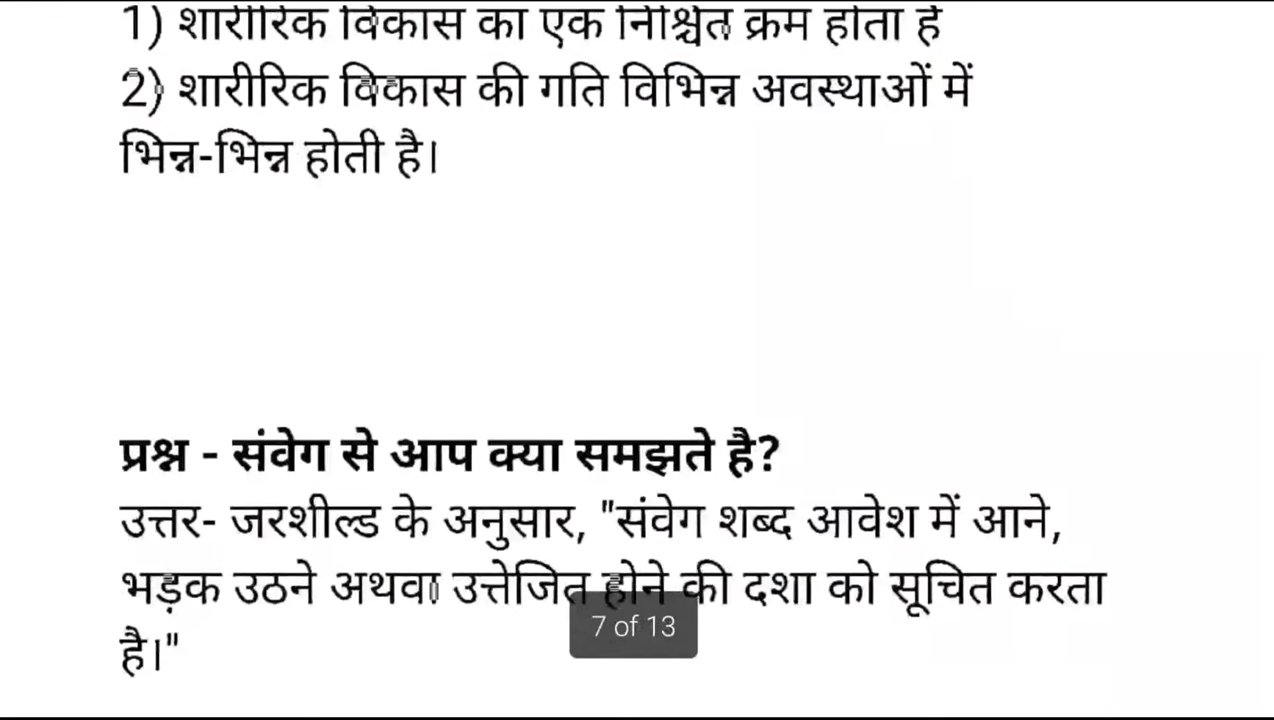 1) शारीरिक विकास का एक निश्चित क्रम होता है
2) शारीरिक विकास की गति विभिन्न अवस्थाओं में
भिन्न-भिन्न होती है।
प्रश्न - संवेग से आप क्या समझते है?
उत्तर- जरशील्ड के अनुसार, "संवेग शब्द आवेश में आने,
भड़क उठने अथवा उत्तेजित होने की दशा को सूचित करता
है।"
7 of 13